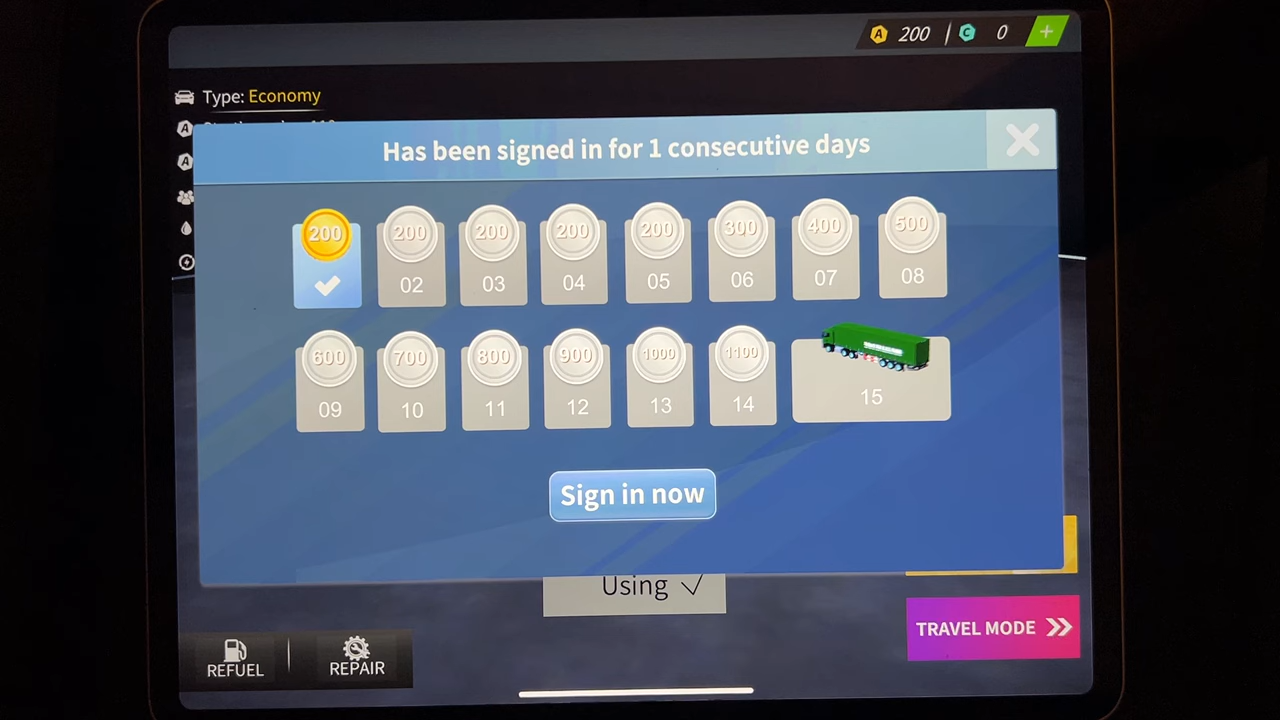 A 200 C 0 +
Type: Economy
A
A
Has been signed in for 1 consecutive days
200 200 200 200 200 300 400 500
02 03 04 05 06 07 08
600 700 800 900 1000 1100
09 10 11 12 13 14 15
Sign in now
Using
REFUEL REPAIR
TRAVEL MODE